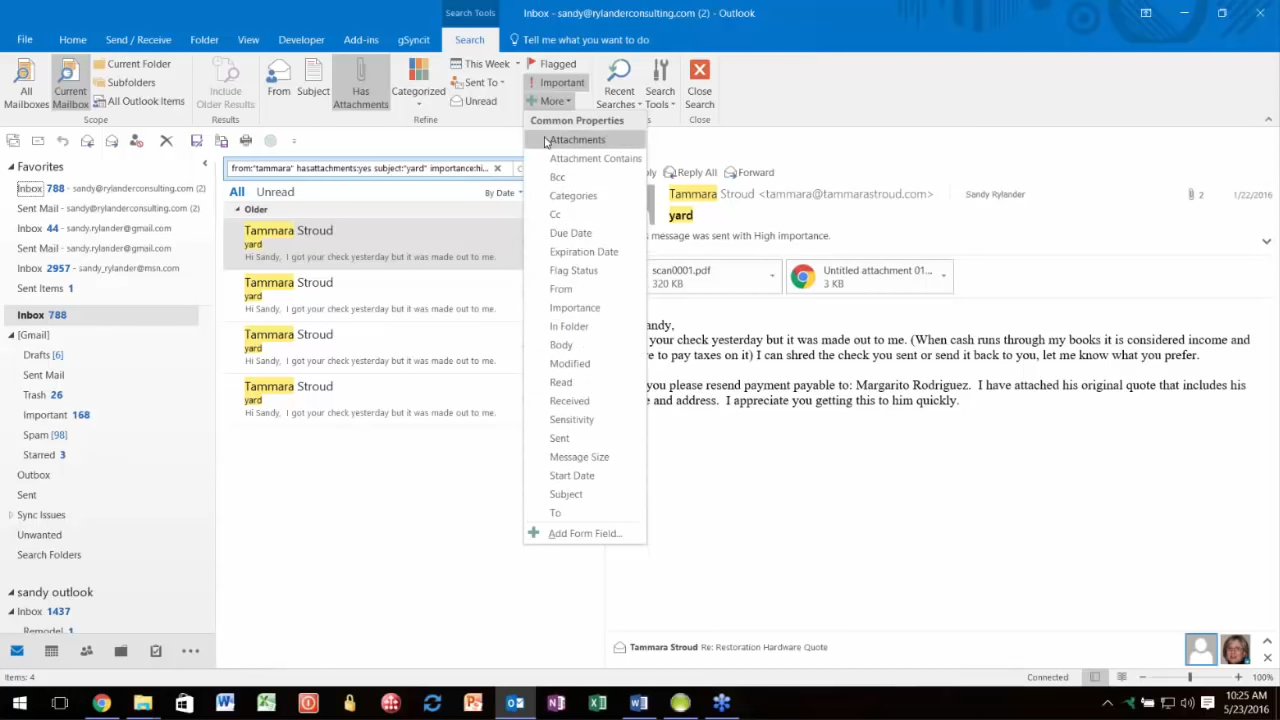 Search Tools
Inbox - sandy@rylanderconsulting.com (2) - Outlook
File Home Send / Receive Folder View Developer Add-ins gSyncit Search Tell me what you want to do
All Mailboxes
Current Mailbox
Current Folder
Subfolders
All Outlook Items
Scope
Include Older Results
Results
From
Subject
Has Attachments
Categorized
This Week
Sent To
Unread
Refine
Flagged
! Important
More
Recent Searches
Search Tools
Close Search
Close
Common Properties
Attachments
Attachment Contains
Bcc
Categories
Cc
Due Date
Expiration Date
Flag Status
From
Importance
In Folder
Body
Modified
Read
Received
Sensitivity
Sent
Message Size
Start Date
Subject
To
Add Form Field...
Favorites
Inbox 788 - sandy@rylanderconsulting.com (2)
Sent Mail - sandy@rylanderconsulting.com (2)
Inbox 44 - sandy.rylander@gmail.com
Sent Mail - sandy.rylander@gmail.com
Inbox 2957 - sandy_rylander@msn.com
Sent Items 1
Inbox 788
[Gmail]
Drafts [6]
Sent Mail
Trash 26
Important 168
Spam [98]
Starred 3
Outbox
Sent
Sync Issues
Unwanted
Search Folders
sandy outlook
Inbox 1437
Remodel 1
from:"tammara" hasattachments:yes subject:"yard" importance:hi...
All Unread By Date
Older
Tammara Stroud
yard
Hi Sandy, I got your check yesterday but it was made out to me.
Tammara Stroud
yard
Hi Sandy, I got your check yesterday but it was made out to me.
Tammara Stroud
yard
Hi Sandy, I got your check yesterday but it was made out to me.
Tammara Stroud
yard
Hi Sandy, I got your check yesterday but it was made out to me.
ly Reply All Forward
Tammara Stroud <tammara@tammarastroud.com> Sandy Rylander 2 1/22/2016
yard
s message was sent with High importance.
scan0001.pdf
320 KB
Untitled attachment 01...
3 KB
andy,
your check yesterday but it was made out to me. (When cash runs through my books it is considered income and
e to pay taxes on it) I can shred the check you sent or send it back to you, let me know what you prefer.
you please resend payment payable to: Margarito Rodriguez. I have attached his original quote that includes his
e and address. I appreciate you getting this to him quickly.
Tammara Stroud Re: Restoration Hardware Quote
Items: 4
Connected
100%
10:25 AM
5/23/2016